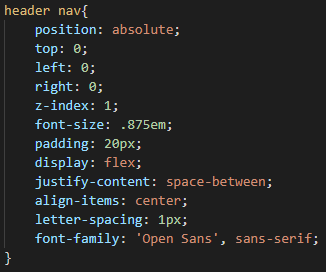 header nav{
    position: absolute;
    top: 0;
    left: 0;
    right: 0;
    z-index: 1;
    font-size: .875em;
    padding: 20px;
    display: flex;
    justify-content: space-between;
    align-items: center;
    letter-spacing: 1px;
    font-family: 'Open Sans', sans-serif;
}